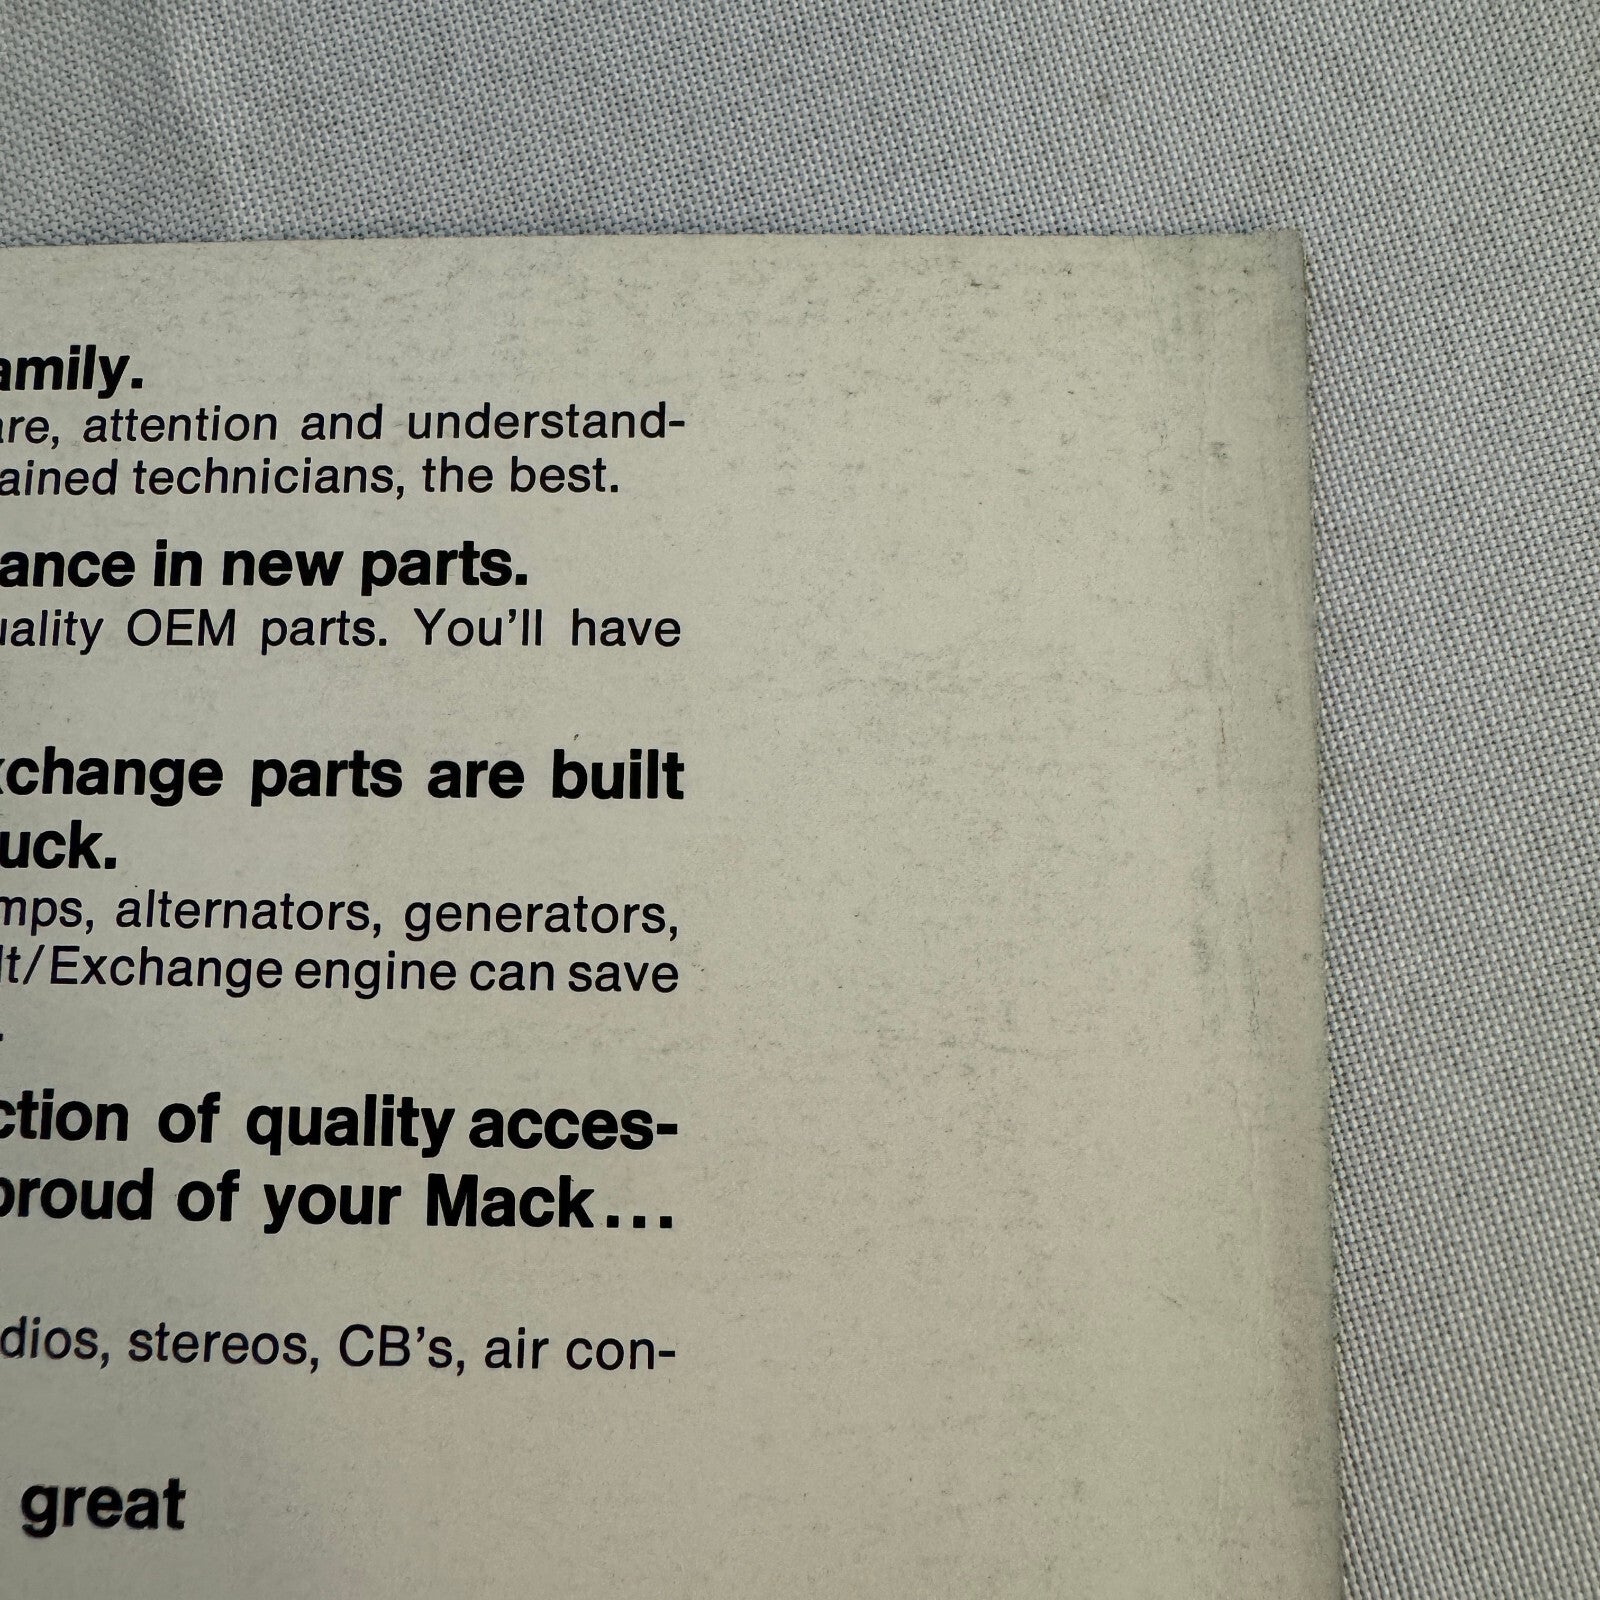 amily.
are, attention and understand-
ained technicians, the best.
ance in new parts.
uality OEM parts. You'll have
xchange parts are built
uck.
mps, alternators, generators,
lt/Exchange engine can save
.
ction of quality acces-
proud of your Mack...
dios, stereos, CB's, air con-
great